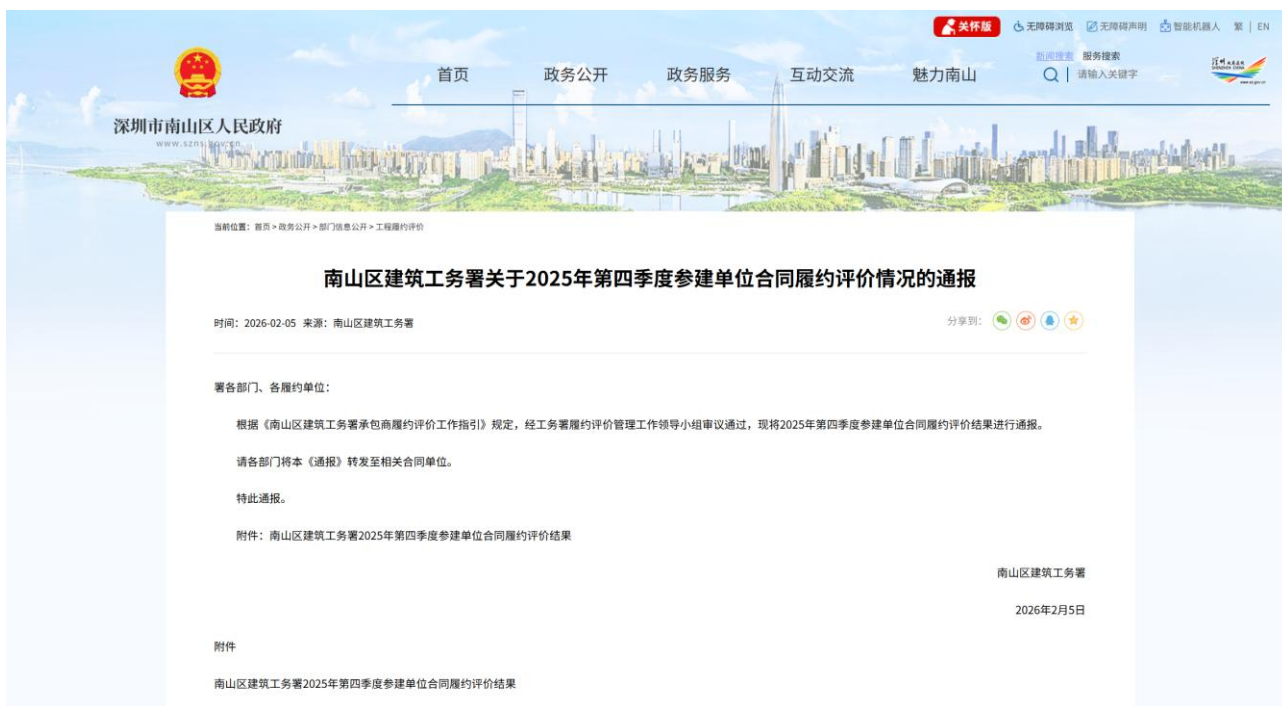 关怀版 无障碍浏览 无障碍声明 智能机器人 繁 | EN
新闻搜索 服务搜索
首页 政务公开 政务服务 互动交流 魅力南山 请输入关键字
深圳市南山区人民政府
www.szns.gov.cn
当前位置：首页 > 政务公开 > 部门信息公开 > 工程履约评价
南山区建筑工务署关于2025年第四季度参建单位合同履约评价情况的通报
时间：2026-02-05 来源：南山区建筑工务署 分享到：
署各部门、各履约单位：
根据《南山区建筑工务署承包商履约评价工作指引》规定，经工务署履约评价管理工作领导小组审议通过，现将2025年第四季度参建单位合同履约评价结果进行通报。
请各部门将本《通报》转发至相关合同单位。
特此通报。
附件：南山区建筑工务署2025年第四季度参建单位合同履约评价结果
南山区建筑工务署
2026年2月5日
附件
南山区建筑工务署2025年第四季度参建单位合同履约评价结果